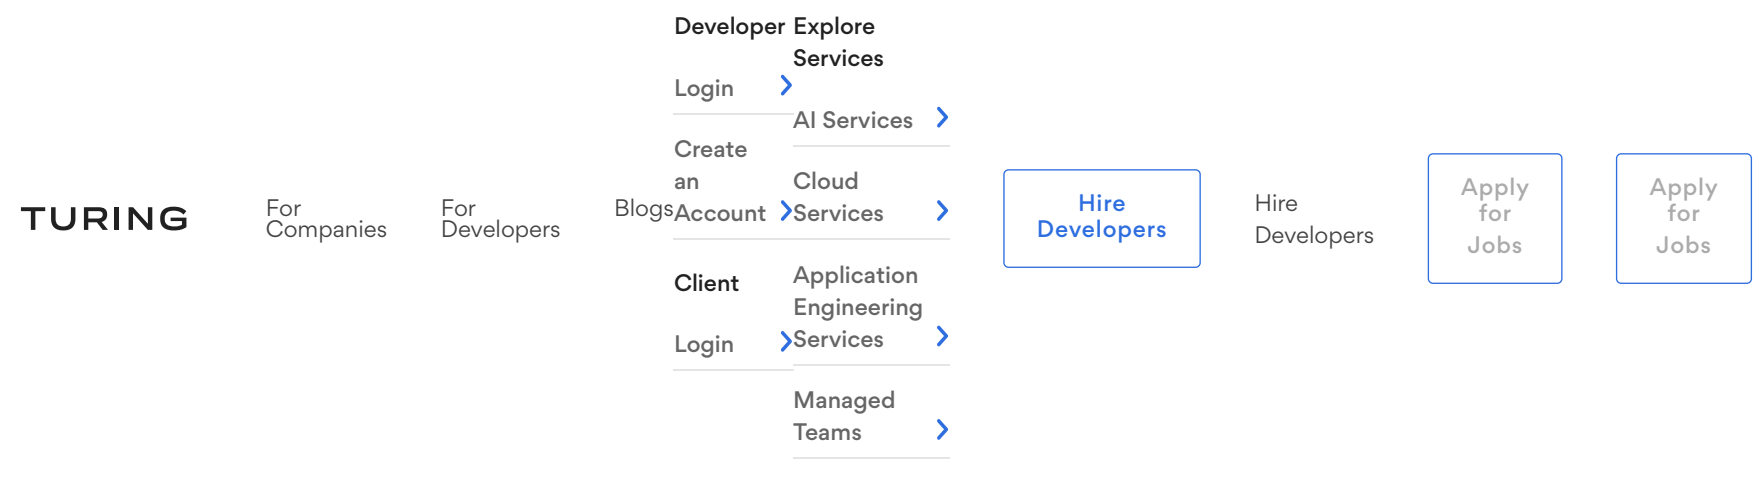 TURING
For
Companies
For
Developers
Blogs
Developer
Login
Create
an
Account
Client
Login
Explore
Services
AI Services
Cloud
Services
Application
Engineering
Services
Managed
Teams
Hire
Developers
Hire
Developers
Apply
for
Jobs
Apply
for
Jobs